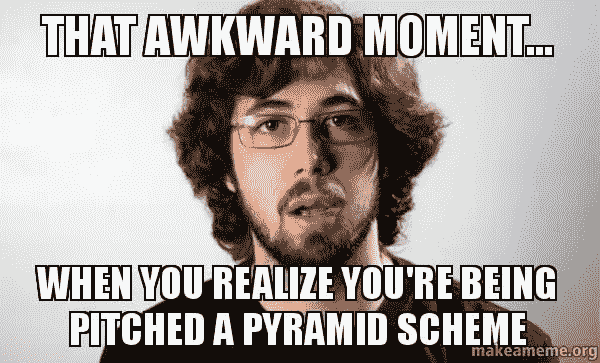 THAT AWKWARD MOMENT...
WHEN YOU REALIZE YOU'RE BEING
PITCHED A PYRAMID SCHEME
makeameme.org